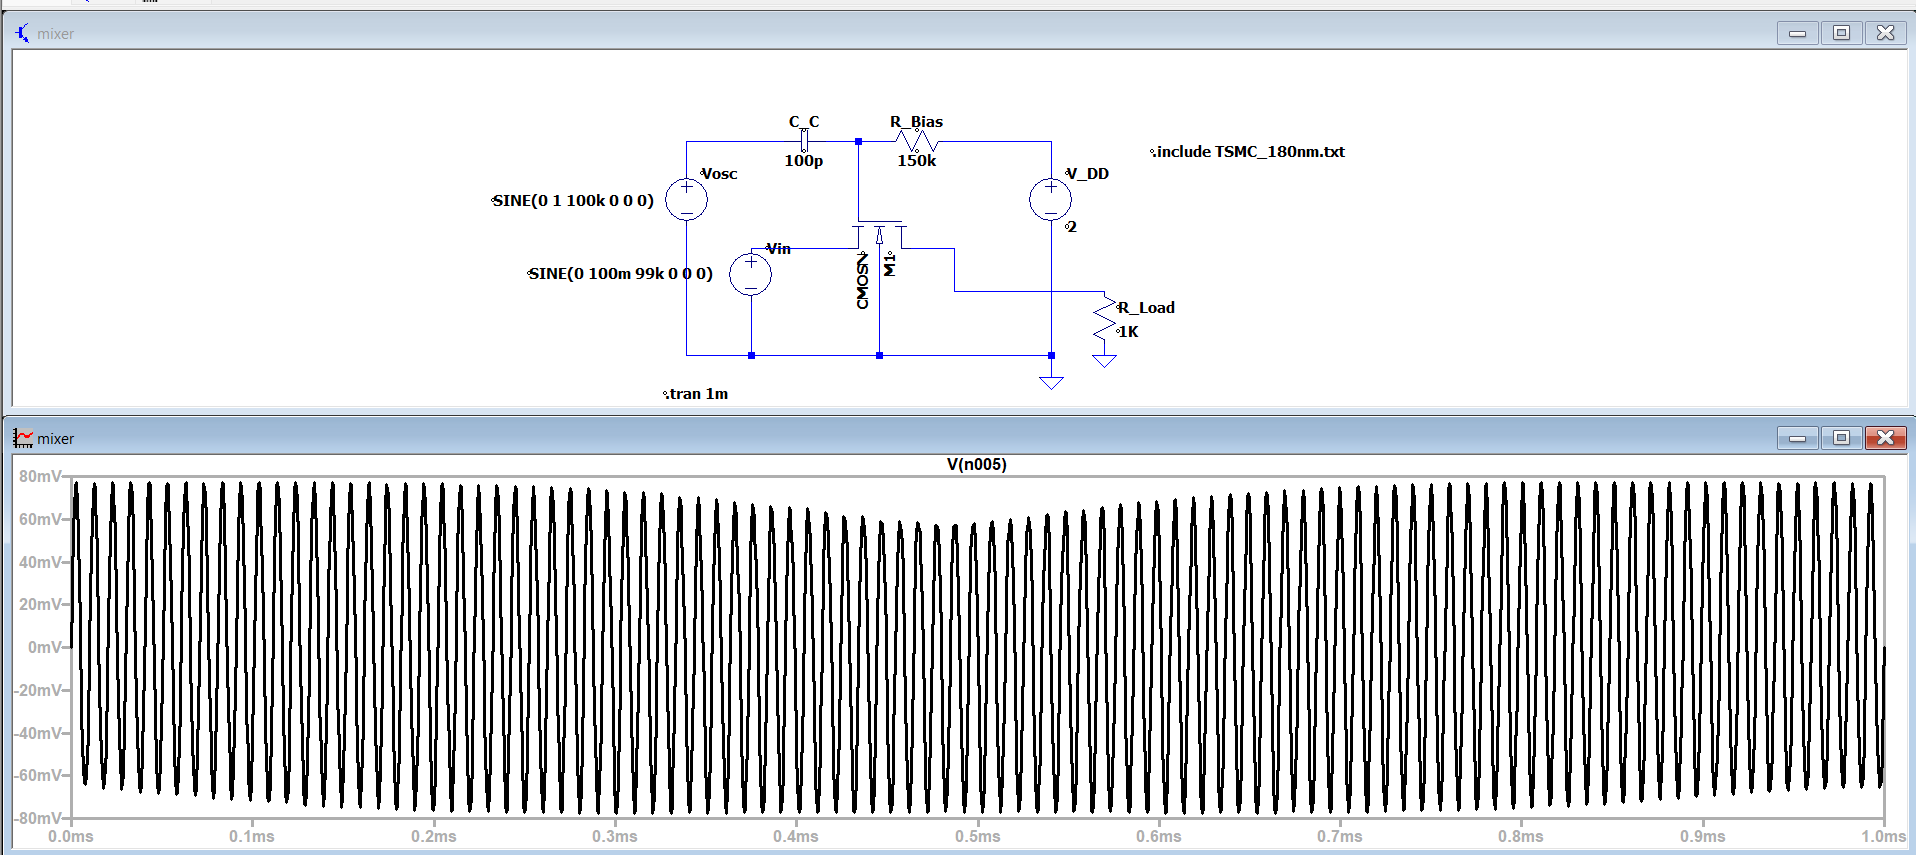 mixer
C_C
R_Bias
100p
150k
.include TSMC_180nm.txt
Vosc
V_DD
SINE(0 1 100k 0 0 0)
2
Vin
SINE(0 100m 99k 0 0 0)
CMOSN
M1
R_Load
1K
.tran 1m
mixer
V(n005)
80mV
60mV
40mV
20mV
0mV
-20mV
-40mV
-60mV
-80mV
0.0ms 0.1ms 0.2ms 0.3ms 0.4ms 0.5ms 0.6ms 0.7ms 0.8ms 0.9ms 1.0ms